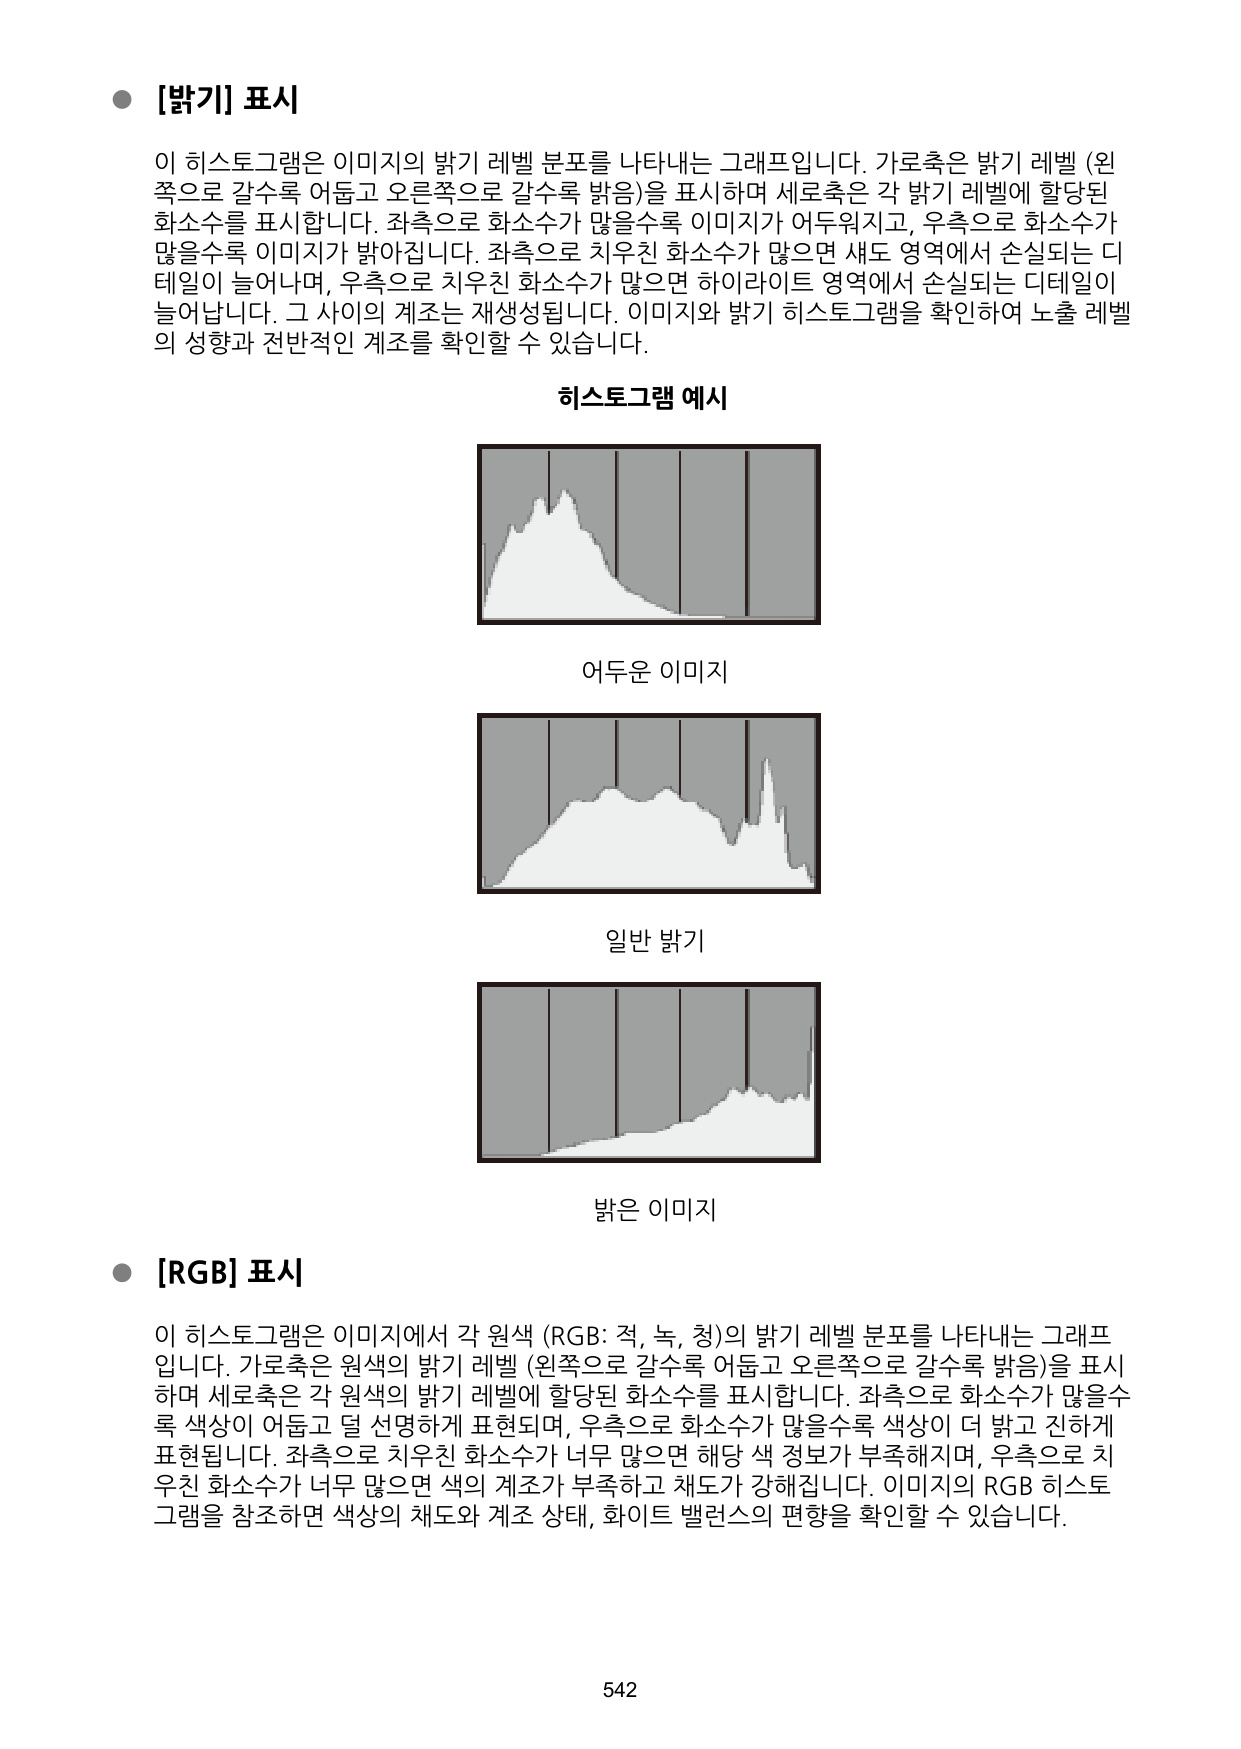 ● [밝기] 표시
이 히스토그램은 이미지의 밝기 레벨 분포를 나타내는 그래프입니다. 가로축은 밝기 레벨 (왼
쪽으로 갈수록 어둡고 오른쪽으로 갈수록 밝음)을 표시하며 세로축은 각 밝기 레벨에 할당된
화소수를 표시합니다. 좌측으로 화소수가 많을수록 이미지가 어두워지고, 우측으로 화소수가
많을수록 이미지가 밝아집니다. 좌측으로 치우친 화소수가 많으면 섀도 영역에서 손실되는 디
테일이 늘어나며, 우측으로 치우친 화소수가 많으면 하이라이트 영역에서 손실되는 디테일이
늘어납니다. 그 사이의 계조는 재생성됩니다. 이미지와 밝기 히스토그램을 확인하여 노출 레벨
의 성향과 전반적인 계조를 확인할 수 있습니다.
히스토그램 예시
어두운 이미지
일반 밝기
밝은 이미지
● [RGB] 표시
이 히스토그램은 이미지에서 각 원색 (RGB: 적, 녹, 청)의 밝기 레벨 분포를 나타내는 그래프
입니다. 가로축은 원색의 밝기 레벨 (왼쪽으로 갈수록 어둡고 오른쪽으로 갈수록 밝음)을 표시
하며 세로축은 각 원색의 밝기 레벨에 할당된 화소수를 표시합니다. 좌측으로 화소수가 많을수
록 색상이 어둡고 덜 선명하게 표현되며, 우측으로 화소수가 많을수록 색상이 더 밝고 진하게
표현됩니다. 좌측으로 치우친 화소수가 너무 많으면 해당 색 정보가 부족해지며, 우측으로 치
우친 화소수가 너무 많으면 색의 계조가 부족하고 채도가 강해집니다. 이미지의 RGB 히스토
그램을 참조하면 색상의 채도와 계조 상태, 화이트 밸런스의 편향을 확인할 수 있습니다.
542